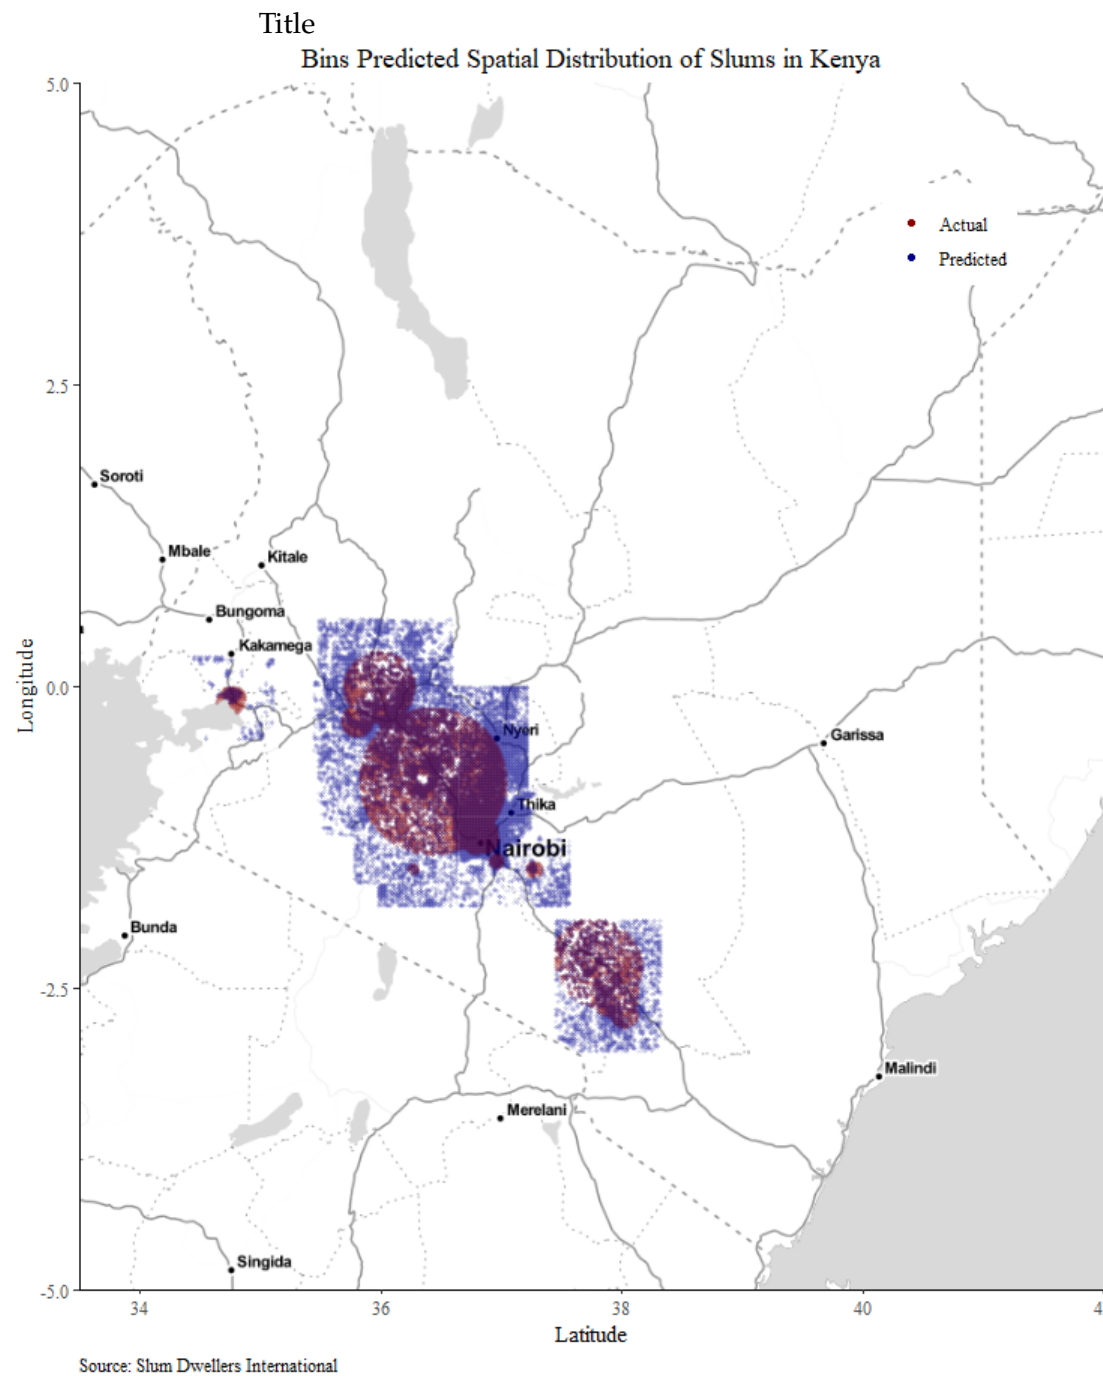 Title
Bins Predicted Spatial Distribution of Slums in Kenya
5.0
Actual
Predicted
2.5
Soroti
Mbale
Kitale
Bungoma
Kakamega
Longitude
0.0
Nyeri
Garissa
Thika
Nairobi
Bunda
-2.5
Malindi
Merelani
Singida
-5.0
34
36
38
40
4
Latitude
Source: Slum Dwellers International